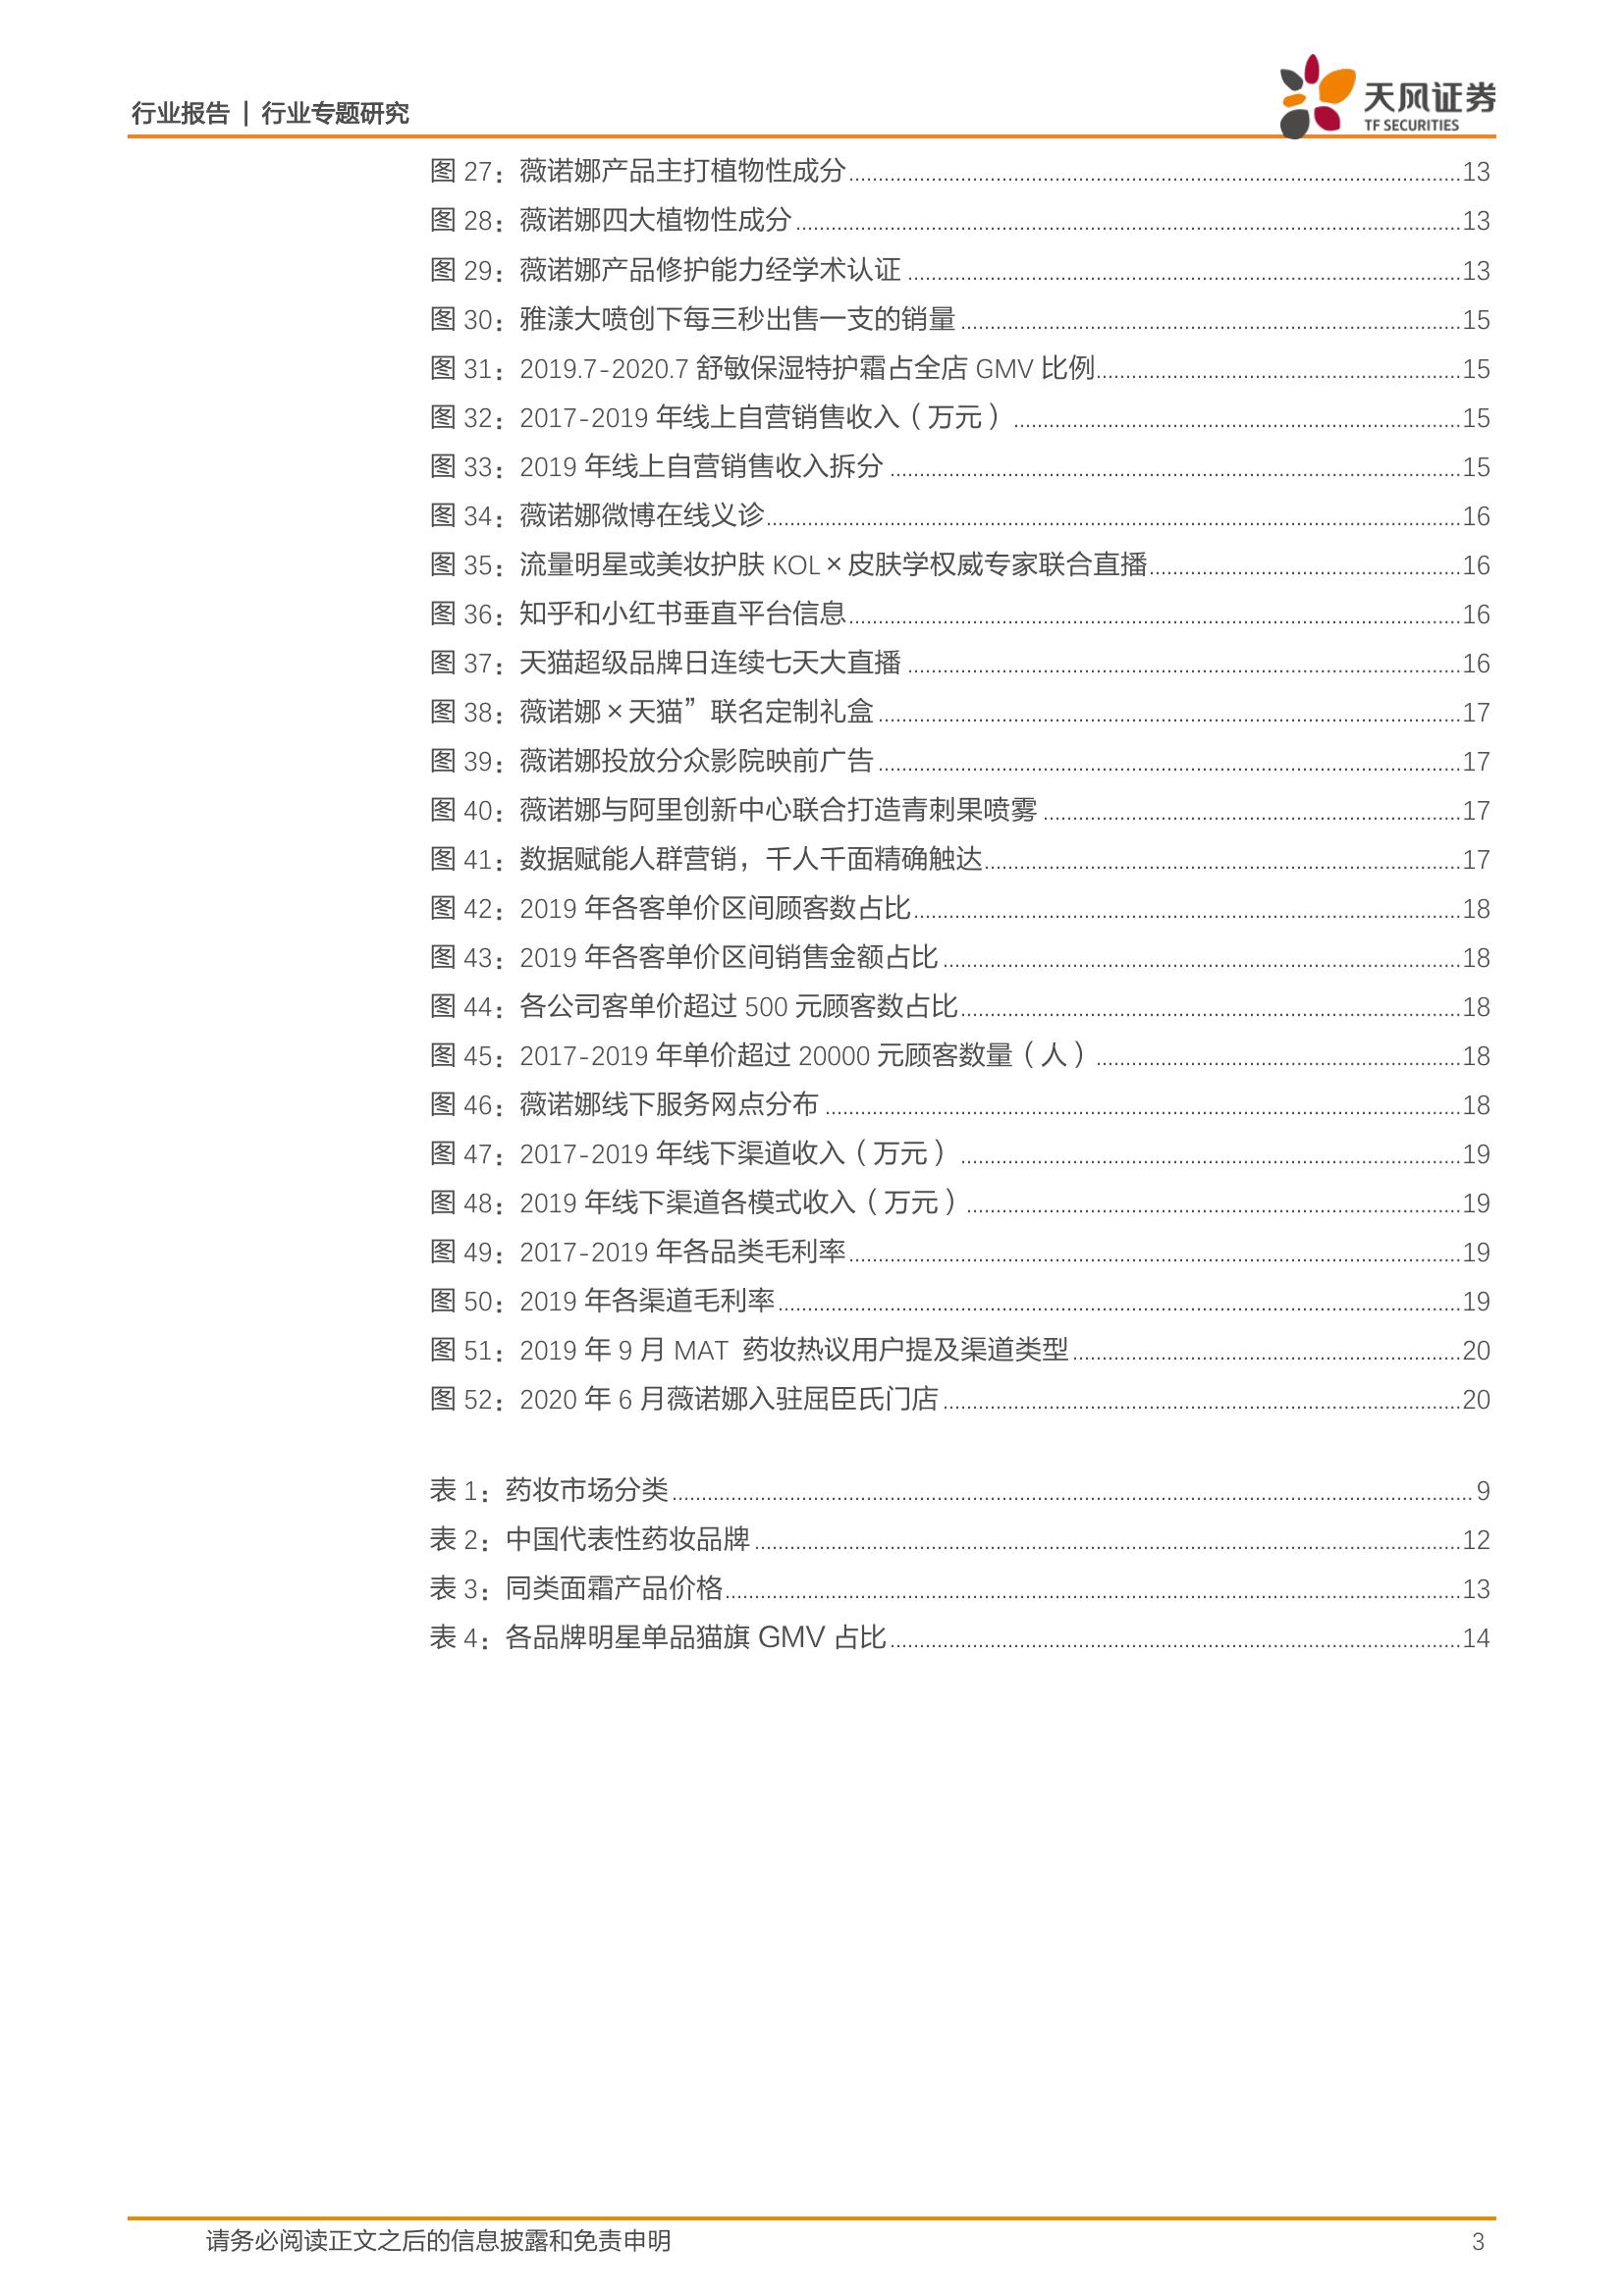 行业报告 | 行业专题研究
天风证券
TF SECURITIES
图 27：薇诺娜产品主打植物性成分 13
图 28：薇诺娜四大植物性成分 13
图 29：薇诺娜产品修护能力经学术认证 13
图 30：雅漾大喷创下每三秒出售一支的销量 15
图 31：2019.7-2020.7 舒敏保湿特护霜占全店 GMV 比例 15
图 32：2017-2019 年线上自营销售收入（万元） 15
图 33：2019 年线上自营销售收入拆分 15
图 34：薇诺娜微博在线义诊 16
图 35：流量明星或美妆护肤 KOL×皮肤学权威专家联合直播 16
图 36：知乎和小红书垂直平台信息 16
图 37：天猫超级品牌日连续七天大直播 16
图 38：薇诺娜×天猫”联名定制礼盒 17
图 39：薇诺娜投放分众影院映前广告 17
图 40：薇诺娜与阿里创新中心联合打造青刺果喷雾 17
图 41：数据赋能人群营销，千人千面精确触达 17
图 42：2019 年各客单价区间顾客数占比 18
图 43：2019 年各客单价区间销售金额占比 18
图 44：各公司客单价超过 500 元顾客数占比 18
图 45：2017-2019 年单价超过 20000 元顾客数量（人） 18
图 46：薇诺娜线下服务网点分布 18
图 47：2017-2019 年线下渠道收入（万元） 19
图 48：2019 年线下渠道各模式收入（万元） 19
图 49：2017-2019 年各品类毛利率 19
图 50：2019 年各渠道毛利率 19
图 51：2019 年 9 月 MAT 药妆热议用户提及渠道类型 20
图 52：2020 年 6 月薇诺娜入驻屈臣氏门店 20
表 1：药妆市场分类 9
表 2：中国代表性药妆品牌 12
表 3：同类面霜产品价格 13
表 4：各品牌明星单品猫旗 GMV 占比 14
请务必阅读正文之后的信息披露和免责申明 3